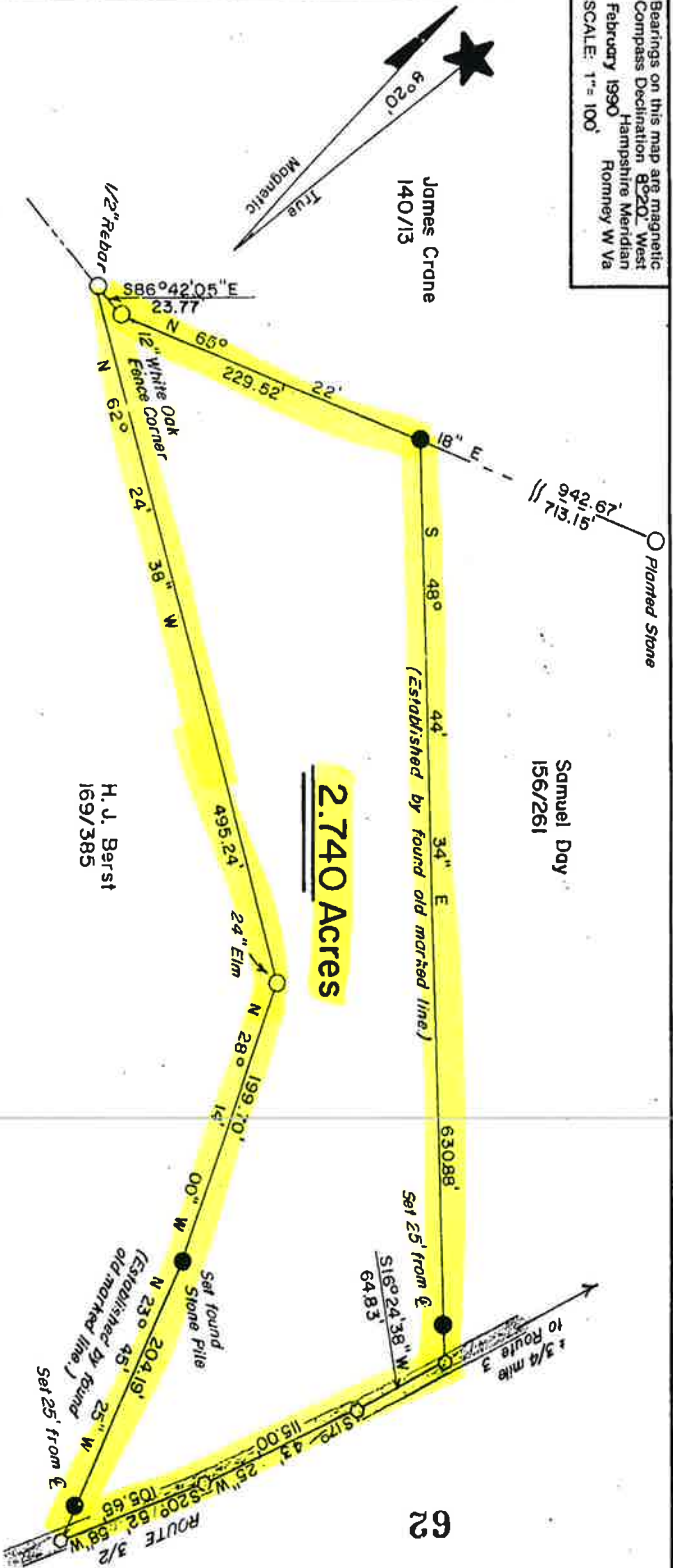 Bearings on this map are magnetic
Compass Declination 8°20' West
Hampshire Meridian
February 1990 Romney W Va
SCALE: 1" = 100'
8°20'
Magnetic
True
James Crane
140/13
Samuel Day
156/261
942.67'
713.15'
Planted Stone
1/2" Rebar
S86°42'05"E
23.77'
12" White Oak
Fence Corner
N 65° 22' 18" E
229.52'
S 48° 44' 34" E 630.88'
(Established by found old marked line.)
2.740 Acres
N 62° 24' 38" W 495.24'
H. J. Berst
169/385
24" Elm
N 28° 00" W
199.70'
Set found
Stone Pile
N 23° 45' 25" W
204.19'
(Established by found
old marked line.)
Set 25' from ℄
Set 25' from ℄
S16°24'38"W
64.83'
± 3/4 mile
to Route 3
S17° 43' 25" W
115.00'
S20° 52' 58" W
105.66
ROUTE 3/2
62